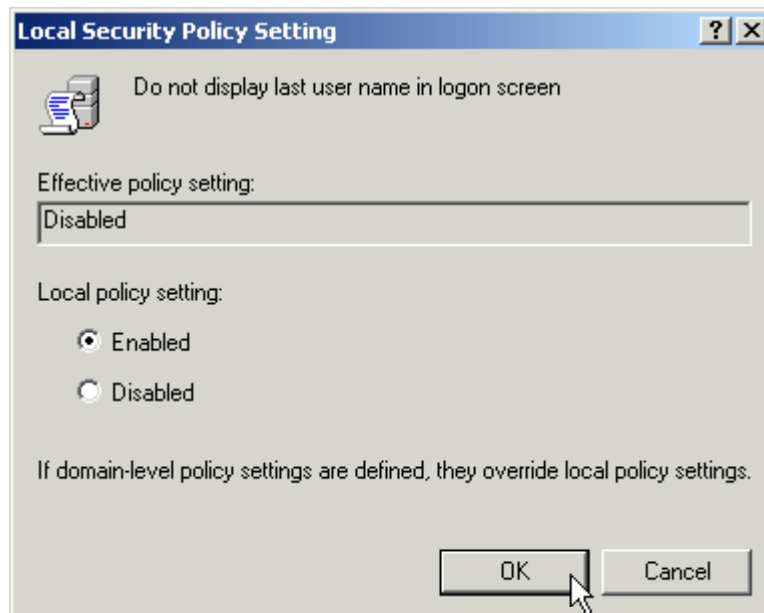 Local Security Policy Setting
Do not display last user name in logon screen
Effective policy setting:
Disabled
Local policy setting:
Enabled
Disabled
If domain-level policy settings are defined, they override local policy settings.
OK Cancel